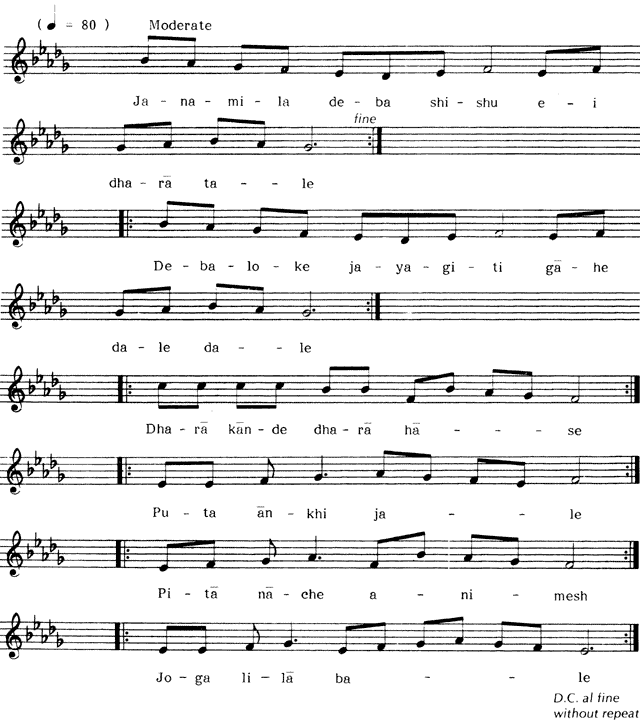 ( ♩ = 80 ) Moderate
Ja - na - mi - la de - ba shi - shu e - i
fine
dha - rā ta - - le
De - ba - lo - ke ja - ya - gi - ti gā - he
da - le da - - le
Dha - rā kān - de dha - rā hā - - - se
Pu - ta ān - khi ja - - - le
Pi - tā nā - che a - ni - mesh
Jo - ga li - lā ba - - - le
D.C. al fine
without repeat